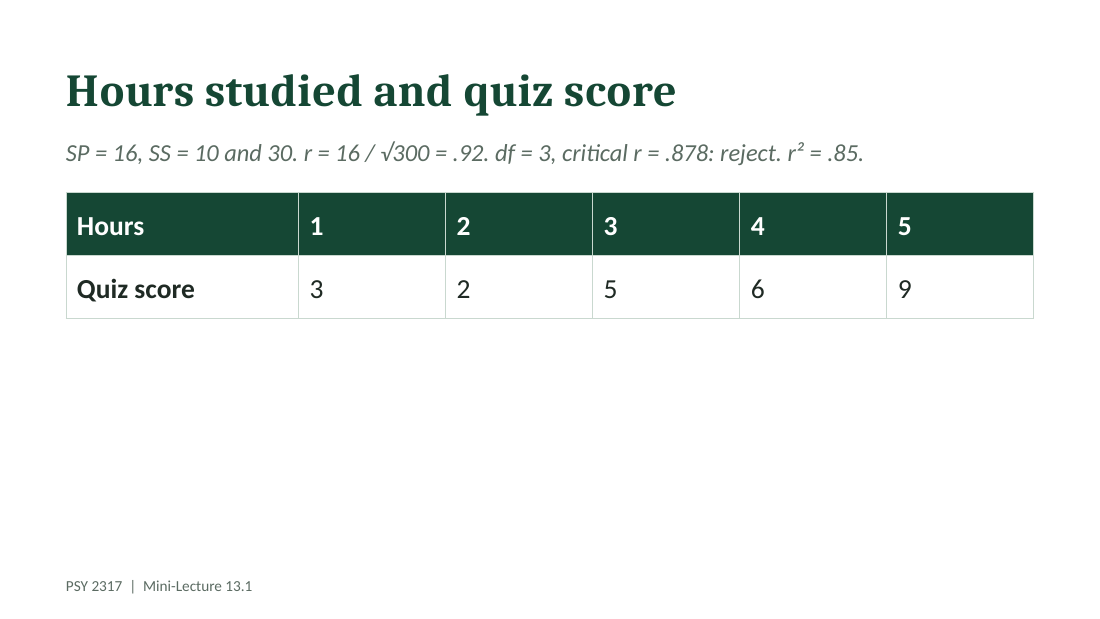 Hours studied and quiz score
SP = 16, SS = 10 and 30. r = 16 / √300 = .92. df = 3, critical r = .878: reject. r² = .85.
Hours 1 2 3 4 5
Quiz score 3 2 5 6 9
PSY 2317 | Mini-Lecture 13.1